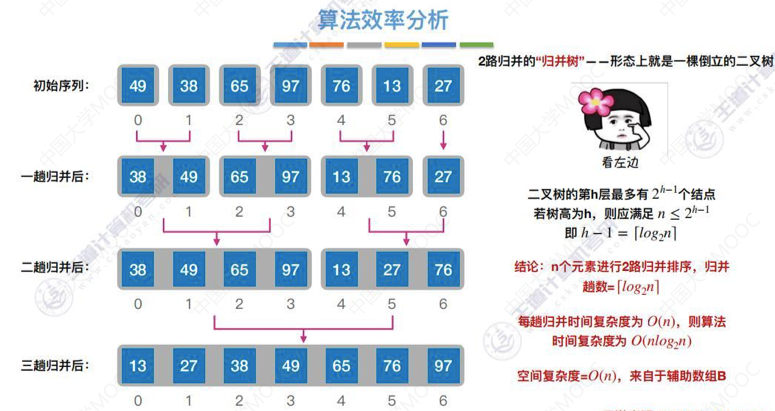 算法效率分析
初始序列：
49 38 65 97 76 13 27
0 1 2 3 4 5 6
一趟归并后：
38 49 65 97 13 76 27
0 1 2 3 4 5 6
二趟归并后：
38 49 65 97 13 27 76
0 1 2 3 4 5 6
三趟归并后：
13 27 38 49 65 76 97
0 1 2 3 4 5 6
2路归并的“归并树”——形态上就是一棵倒立的二叉树
看左边
二叉树的第h层最多有 2^{h−1}个结点
若树高为h，则应满足 n ≤ 2^{h−1}
即 h − 1 = ⌈log₂n⌉
结论：n个元素进行2路归并排序，归并
趟数=⌈log₂n⌉
每趟归并时间复杂度为 O(n)，则算法
时间复杂度为 O(nlog₂n)
空间复杂度=O(n)，来自于辅助数组B
王道计算机考研
中国大学MOOC